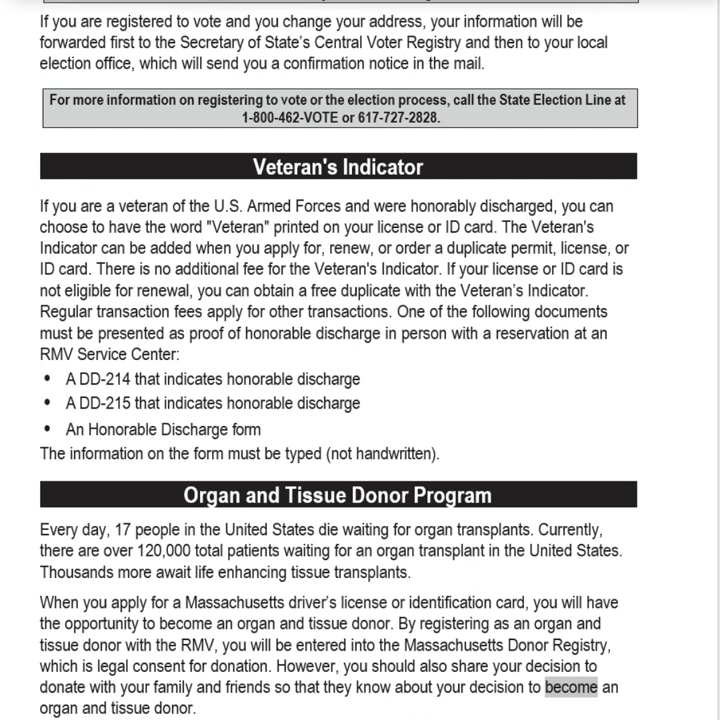 If you are registered to vote and you change your address, your information will be
forwarded first to the Secretary of State’s Central Voter Registry and then to your local
election office, which will send you a confirmation notice in the mail.
For more information on registering to vote or the election process, call the State Election Line at
1-800-462-VOTE or 617-727-2828.
Veteran's Indicator
If you are a veteran of the U.S. Armed Forces and were honorably discharged, you can
choose to have the word "Veteran" printed on your license or ID card. The Veteran's
Indicator can be added when you apply for, renew, or order a duplicate permit, license, or
ID card. There is no additional fee for the Veteran's Indicator. If your license or ID card is
not eligible for renewal, you can obtain a free duplicate with the Veteran’s Indicator.
Regular transaction fees apply for other transactions. One of the following documents
must be presented as proof of honorable discharge in person with a reservation at an
RMV Service Center:
• A DD-214 that indicates honorable discharge
• A DD-215 that indicates honorable discharge
• An Honorable Discharge form
The information on the form must be typed (not handwritten).
Organ and Tissue Donor Program
Every day, 17 people in the United States die waiting for organ transplants. Currently,
there are over 120,000 total patients waiting for an organ transplant in the United States.
Thousands more await life enhancing tissue transplants.
When you apply for a Massachusetts driver’s license or identification card, you will have
the opportunity to become an organ and tissue donor. By registering as an organ and
tissue donor with the RMV, you will be entered into the Massachusetts Donor Registry,
which is legal consent for donation. However, you should also share your decision to
donate with your family and friends so that they know about your decision to become an
organ and tissue donor.